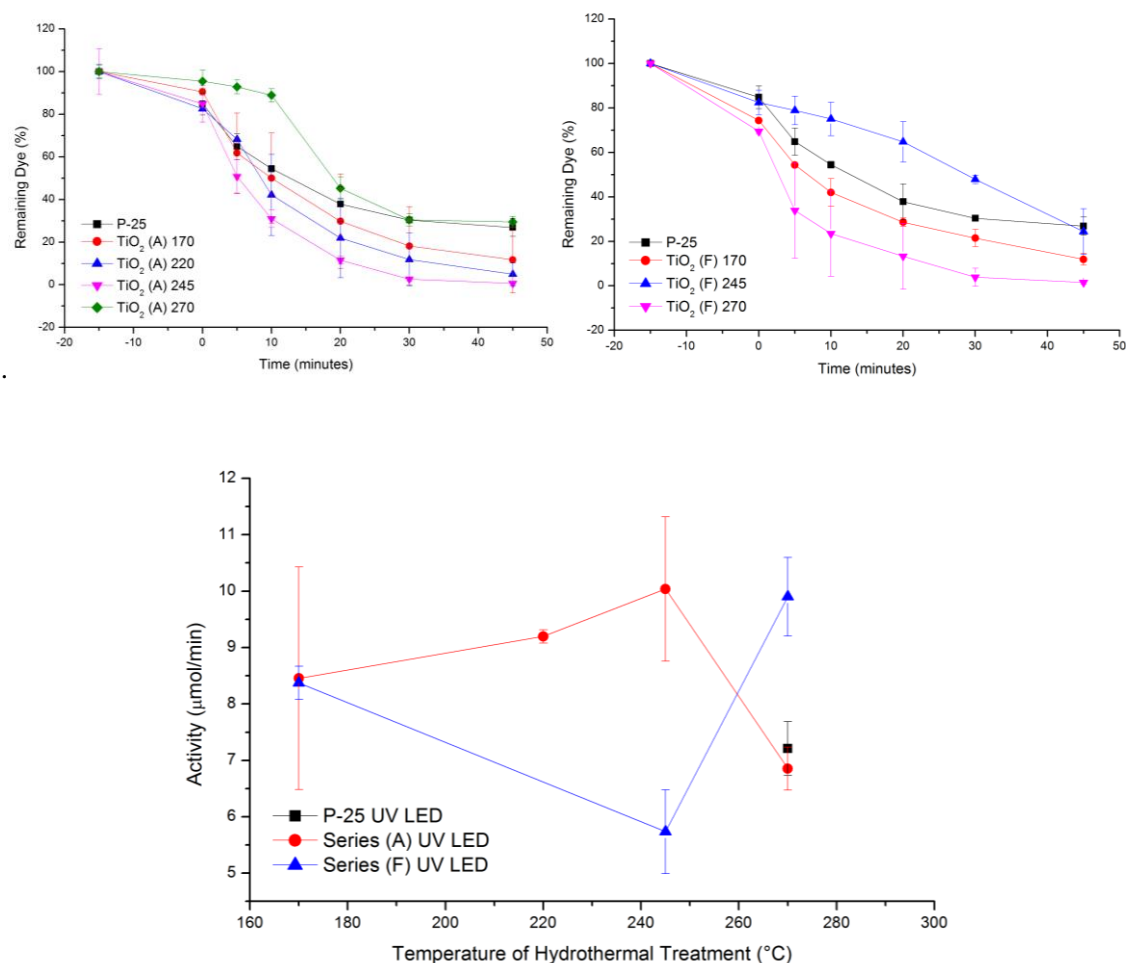 120
100
80
60
40
20
0
-20
Remaining Dye (%)
P-25
TiO₂ (A) 170
TiO₂ (A) 220
TiO₂ (A) 245
TiO₂ (A) 270
-20 -10 0 10 20 30 40 50
Time (minutes)
120
100
80
60
40
20
0
-20
Remaining Dye (%)
P-25
TiO₂ (F) 170
TiO₂ (F) 245
TiO₂ (F) 270
-20 -10 0 10 20 30 40 50
Time (minutes)
.
12
11
10
9
8
7
6
5
Activity (μmol/min)
P-25 UV LED
Series (A) UV LED
Series (F) UV LED
160 180 200 220 240 260 280 300
Temperature of Hydrothermal Treatment (°C)